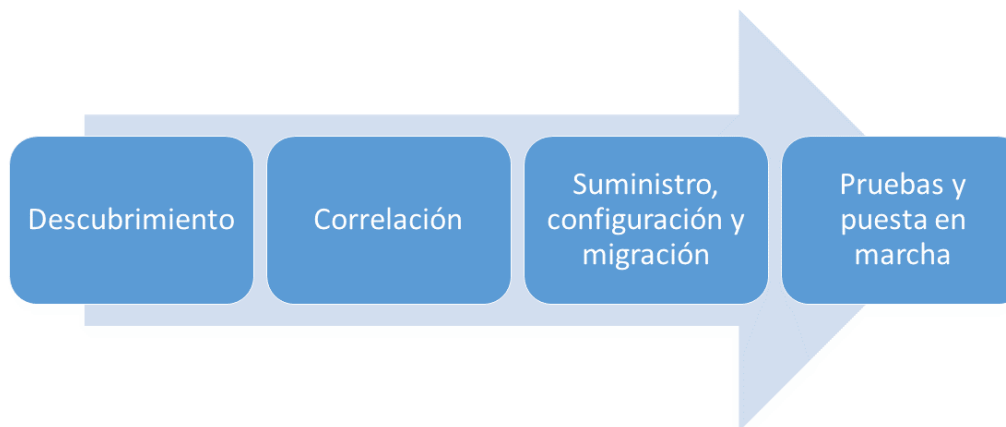 Descubrimiento
Correlación
Suministro,
configuración y
migración
Pruebas y
puesta en
marcha